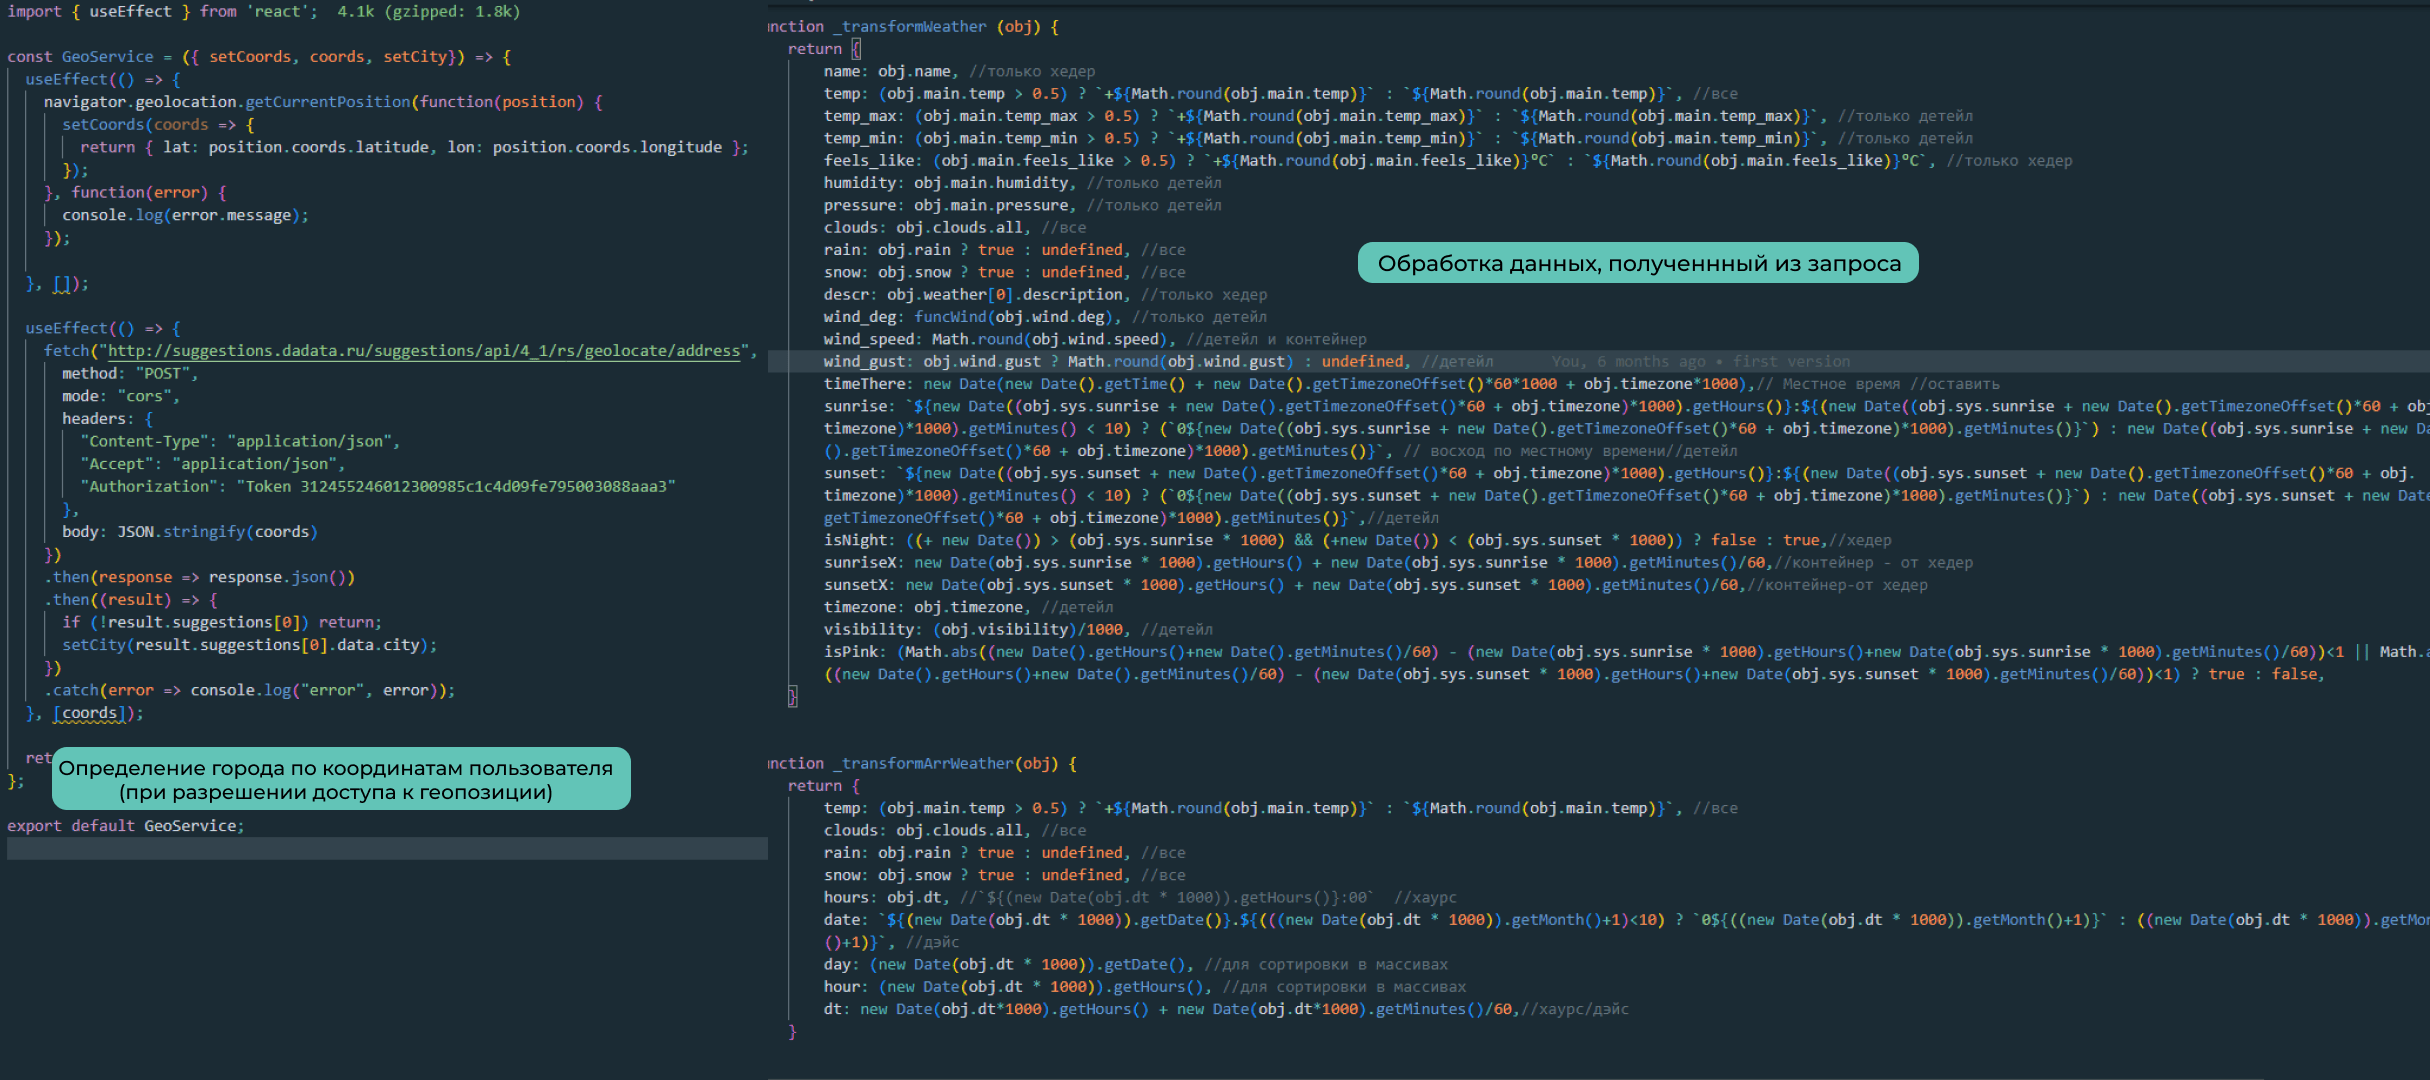 import { useEffect } from 'react';  4.1k (gzipped: 1.8k)

const GeoService = ({ setCoords, coords, setCity}) => {
  useEffect(() => {
    navigator.geolocation.getCurrentPosition(function(position) {
      setCoords(coords => {
        return { lat: position.coords.latitude, lon: position.coords.longitude };
      });
    }, function(error) {
      console.log(error.message);
    });

  }, []);

  useEffect(() => {
    fetch("http://suggestions.dadata.ru/suggestions/api/4_1/rs/geolocate/address",
      method: "POST",
      mode: "cors",
      headers: {
        "Content-Type": "application/json",
        "Accept": "application/json",
        "Authorization": "Token 312455246012300985c1c4d09fe795003088aaa3"
      },
      body: JSON.stringify(coords)
    })
    .then(response => response.json())
    .then((result) => {
      if (!result.suggestions[0]) return;
      setCity(result.suggestions[0].data.city);
    })
    .catch(error => console.log("error", error));
  }, [coords]);

  ret
};
Определение города по координатам пользователя
(при разрешении доступа к геопозиции)
export default GeoService;

nction _transformWeather (obj) {
  return {
    name: obj.name, //только хедер
    temp: (obj.main.temp > 0.5) ? `+${Math.round(obj.main.temp)}` : `${Math.round(obj.main.temp)}`, //все
    temp_max: (obj.main.temp_max > 0.5) ? `+${Math.round(obj.main.temp_max)}` : `${Math.round(obj.main.temp_max)}`, //только детейл
    temp_min: (obj.main.temp_min > 0.5) ? `+${Math.round(obj.main.temp_min)}` : `${Math.round(obj.main.temp_min)}`, //только детейл
    feels_like: (obj.main.feels_like > 0.5) ? `+${Math.round(obj.main.feels_like)}°C` : `${Math.round(obj.main.feels_like)}°C`, //только хедер
    humidity: obj.main.humidity, //только детейл
    pressure: obj.main.pressure, //только детейл
    clouds: obj.clouds.all, //все
    rain: obj.rain ? true : undefined, //все
    snow: obj.snow ? true : undefined, //все
    descr: obj.weather[0].description, //только хедер
    wind_deg: funcWind(obj.wind.deg), //только детейл
    wind_speed: Math.round(obj.wind.speed), //детейл и контейнер
    wind_gust: obj.wind.gust ? Math.round(obj.wind.gust) : undefined, //детейл      You, 6 months ago • first version
    timeThere: new Date(new Date().getTime() + new Date().getTimezoneOffset()*60*1000 + obj.timezone*1000),// Местное время //оставить
    sunrise: `${new Date((obj.sys.sunrise + new Date().getTimezoneOffset()*60 + obj.timezone)*1000).getHours()}:${(new Date((obj.sys.sunrise + new Date().getTimezoneOffset()*60 + obj
    timezone)*1000).getMinutes() < 10) ? (`0${new Date((obj.sys.sunrise + new Date().getTimezoneOffset()*60 + obj.timezone)*1000).getMinutes()}`) : new Date((obj.sys.sunrise + new Da
    ().getTimezoneOffset()*60 + obj.timezone)*1000).getMinutes()}`, // восход по местному времени//детейл
    sunset: `${new Date((obj.sys.sunset + new Date().getTimezoneOffset()*60 + obj.timezone)*1000).getHours()}:${(new Date((obj.sys.sunset + new Date().getTimezoneOffset()*60 + obj.
    timezone)*1000).getMinutes() < 10) ? (`0${new Date((obj.sys.sunset + new Date().getTimezoneOffset()*60 + obj.timezone)*1000).getMinutes()}`) : new Date((obj.sys.sunset + new Date
    getTimezoneOffset()*60 + obj.timezone)*1000).getMinutes()}`,//детейл
    isNight: ((+ new Date()) > (obj.sys.sunrise * 1000) && (+new Date()) < (obj.sys.sunset * 1000)) ? false : true,//хедер
    sunriseX: new Date(obj.sys.sunrise * 1000).getHours() + new Date(obj.sys.sunrise * 1000).getMinutes()/60,//контейнер - от хедер
    sunsetX: new Date(obj.sys.sunset * 1000).getHours() + new Date(obj.sys.sunset * 1000).getMinutes()/60,//контейнер-от хедер
    timezone: obj.timezone, //детейл
    visibility: (obj.visibility)/1000, //детейл
    isPink: (Math.abs((new Date().getHours()+new Date().getMinutes()/60) - (new Date(obj.sys.sunrise * 1000).getHours()+new Date(obj.sys.sunrise * 1000).getMinutes()/60))<1 || Math.a
    ((new Date().getHours()+new Date().getMinutes()/60) - (new Date(obj.sys.sunset * 1000).getHours()+new Date(obj.sys.sunset * 1000).getMinutes()/60))<1) ? true : false,
  }
Обработка данных, полученнный из запроса

nction _transformArrWeather(obj) {
  return {
    temp: (obj.main.temp > 0.5) ? `+${Math.round(obj.main.temp)}` : `${Math.round(obj.main.temp)}`, //все
    clouds: obj.clouds.all, //все
    rain: obj.rain ? true : undefined, //все
    snow: obj.snow ? true : undefined, //все
    hours: obj.dt, //`${(new Date(obj.dt * 1000)).getHours()}:00`  //хаурс
    date: `${(new Date(obj.dt * 1000)).getDate()}.${(((new Date(obj.dt * 1000)).getMonth()+1)<10) ? `0${((new Date(obj.dt * 1000)).getMonth()+1)}` : ((new Date(obj.dt * 1000)).getMon
    ()+1)}`, //дэйс
    day: (new Date(obj.dt * 1000)).getDate(), //для сортировки в массивах
    hour: (new Date(obj.dt * 1000)).getHours(), //для сортировки в массивах
    dt: new Date(obj.dt*1000).getHours() + new Date(obj.dt*1000).getMinutes()/60,//хаурс/дэйс
  }